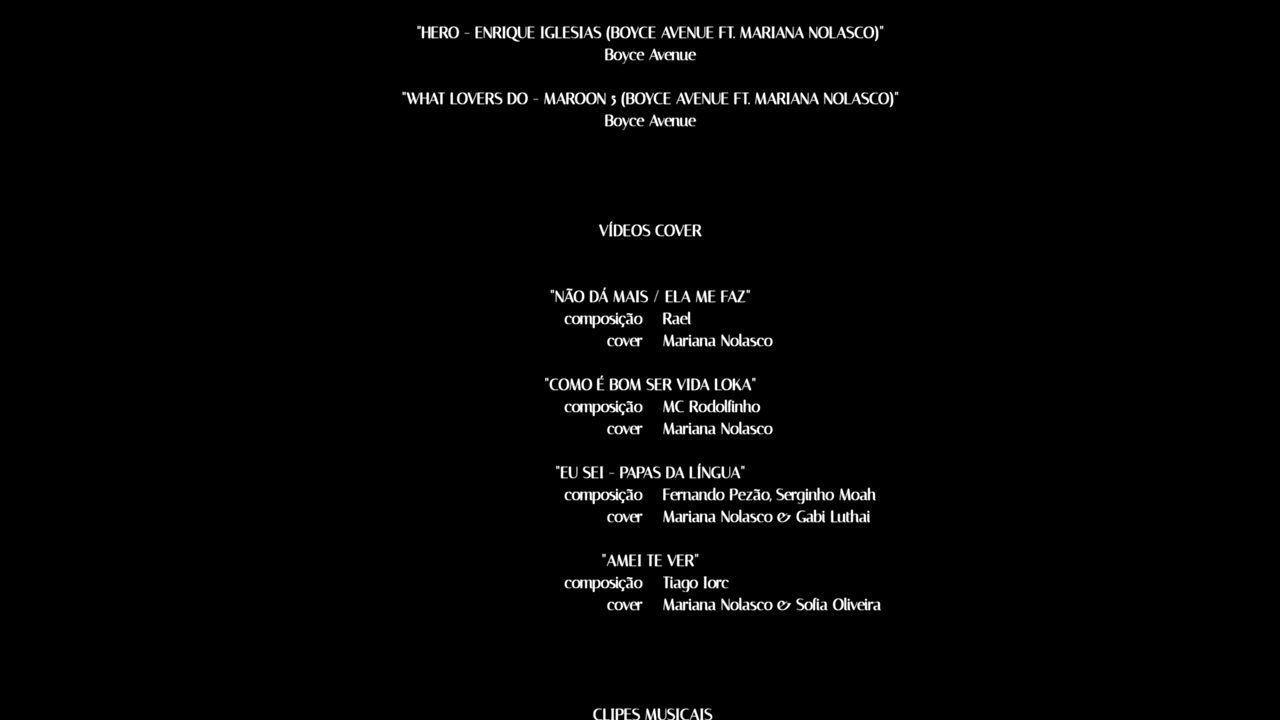 "HERO - ENRIQUE IGLESIAS (BOYCE AVENUE FT. MARIANA NOLASCO)"
Boyce Avenue
"WHAT LOVERS DO - MAROON 5 (BOYCE AVENUE FT. MARIANA NOLASCO)"
Boyce Avenue
VÍDEOS COVER
"NÃO DÁ MAIS / ELA ME FAZ"
composição Rael
cover Mariana Nolasco
"COMO É BOM SER VIDA LOKA"
composição MC Rodolfinho
cover Mariana Nolasco
"EU SEI - PAPAS DA LÍNGUA"
composição Fernando Pezão, Serginho Moah
cover Mariana Nolasco & Gabi Luthai
"AMEI TE VER"
composição Tiago Iorc
cover Mariana Nolasco & Sofia Oliveira
CLIPES MUSICAIS